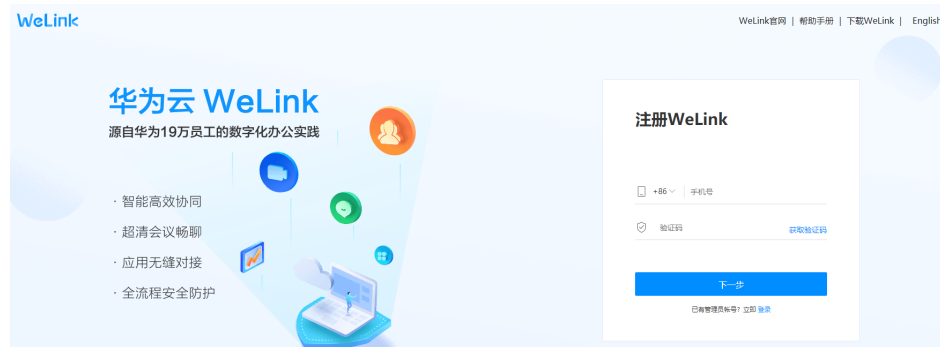 WeLink
WeLink官网 | 帮助手册 | 下载WeLink | English
华为云 WeLink
源自华为19万员工的数字化办公实践
· 智能高效协同
· 超清会议畅聊
· 应用无缝对接
· 全流程安全防护
注册WeLink
+86 手机号
验证码 获取验证码
下一步
已有管理员帐号? 立即 登录